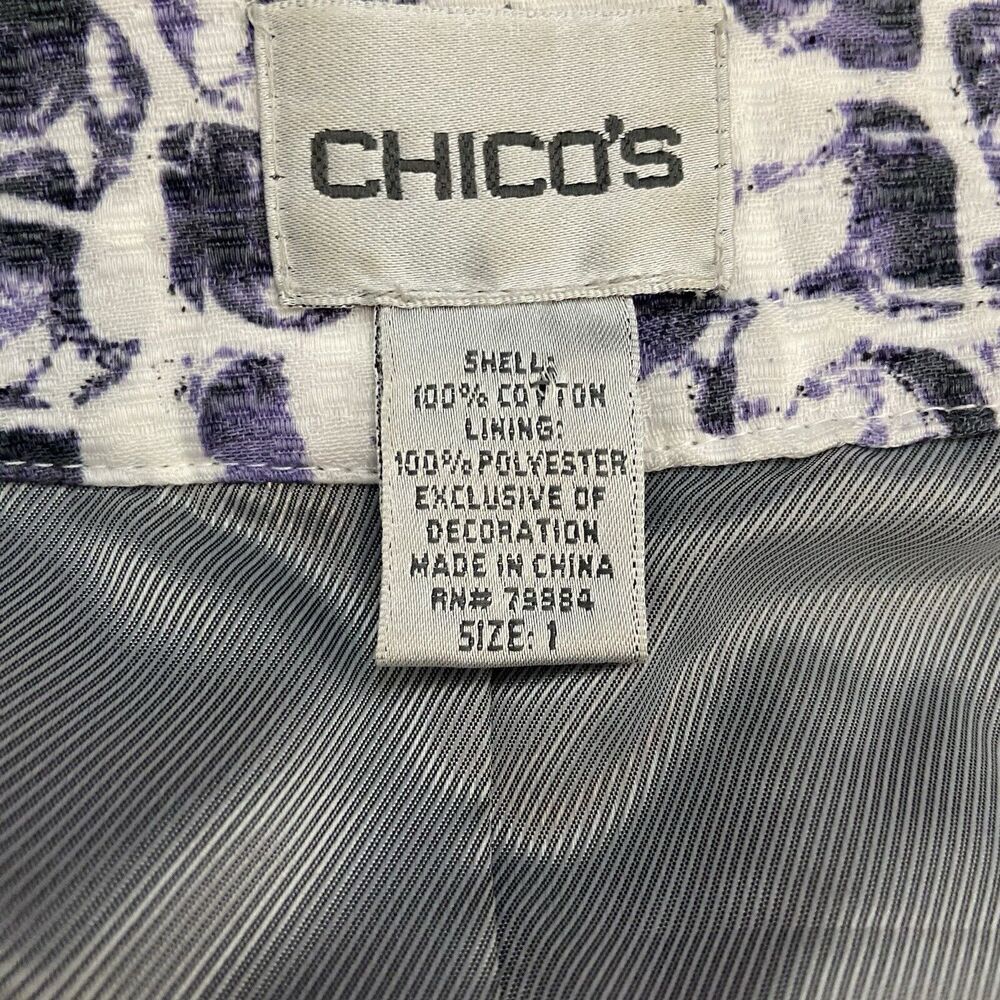 CHICO'S
SHELL:
100% COTTON
LINING:
100% POLYESTER
EXCLUSIVE OF
DECORATION
MADE IN CHINA
RN# 79984
SIZE: 1